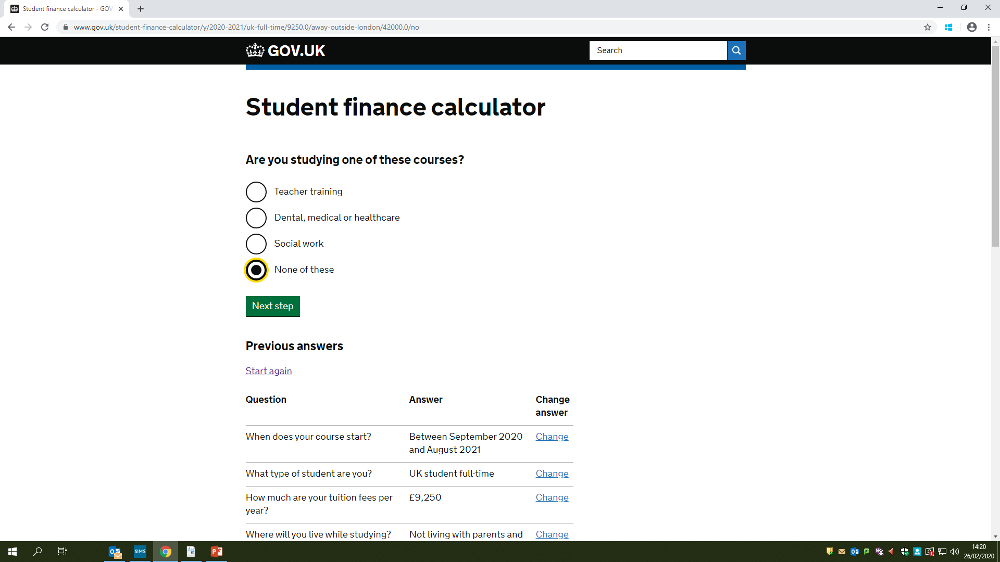 Student finance calculator - GOV
www.gov.uk/student-finance-calculator/y/2020-2021/uk-full-time/9250.0/away-outside-london/42000.0/no
GOV.UK
Search
Student finance calculator
Are you studying one of these courses?
Teacher training
Dental, medical or healthcare
Social work
None of these
Next step
Previous answers
Start again
Question Answer Change
answer
When does your course start? Between September 2020 Change
and August 2021
What type of student are you? UK student full-time Change
How much are your tuition fees per £9,250 Change
year?
Where will you live while studying? Not living with parents and Change
SIMS
14:20
26/02/2020